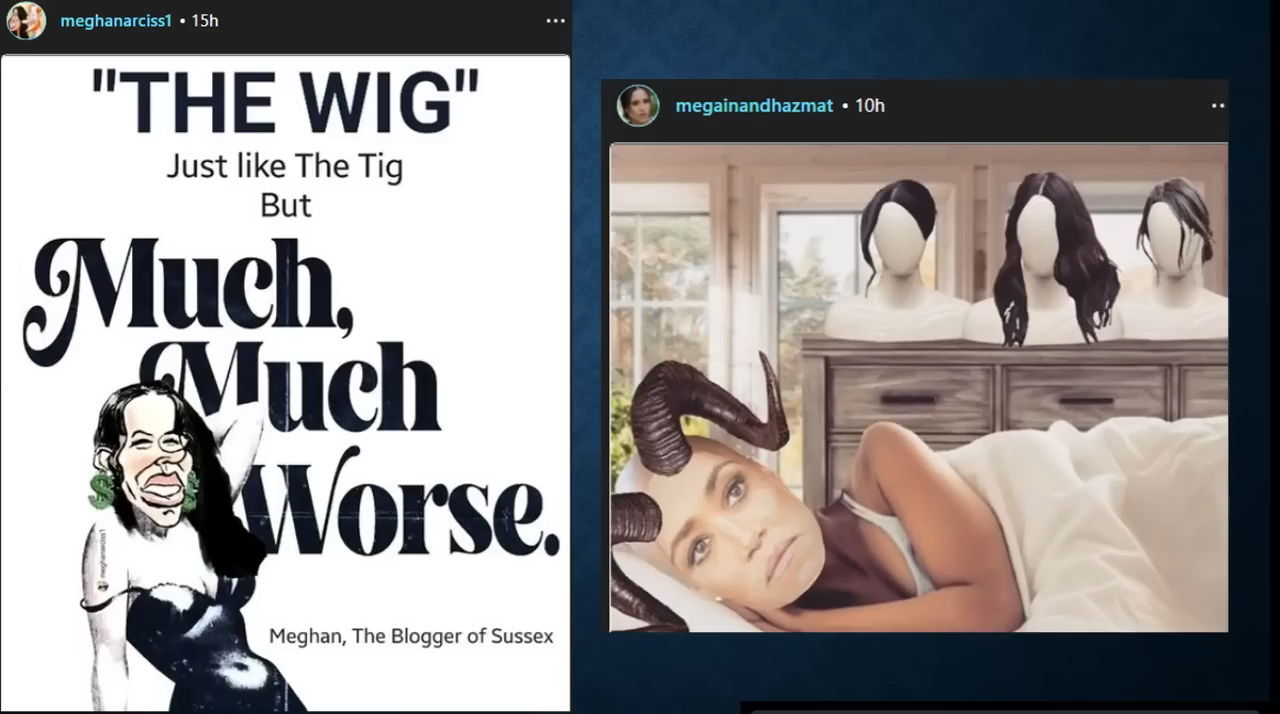 meghanarciss1 • 15h
"THE WIG"
Just like The Tig
But
Much,
Much
Worse.
meghanarciss1
Meghan, The Blogger of Sussex
megainandhazmat • 10h